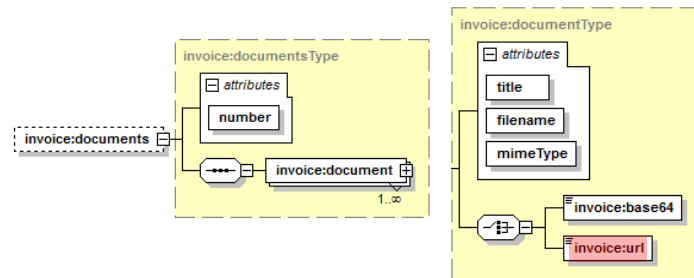 invoice:documentsType
attributes
number
invoice:documents
invoice:document
1..∞
invoice:documentType
attributes
title
filename
mimeType
invoice:base64
invoice:url